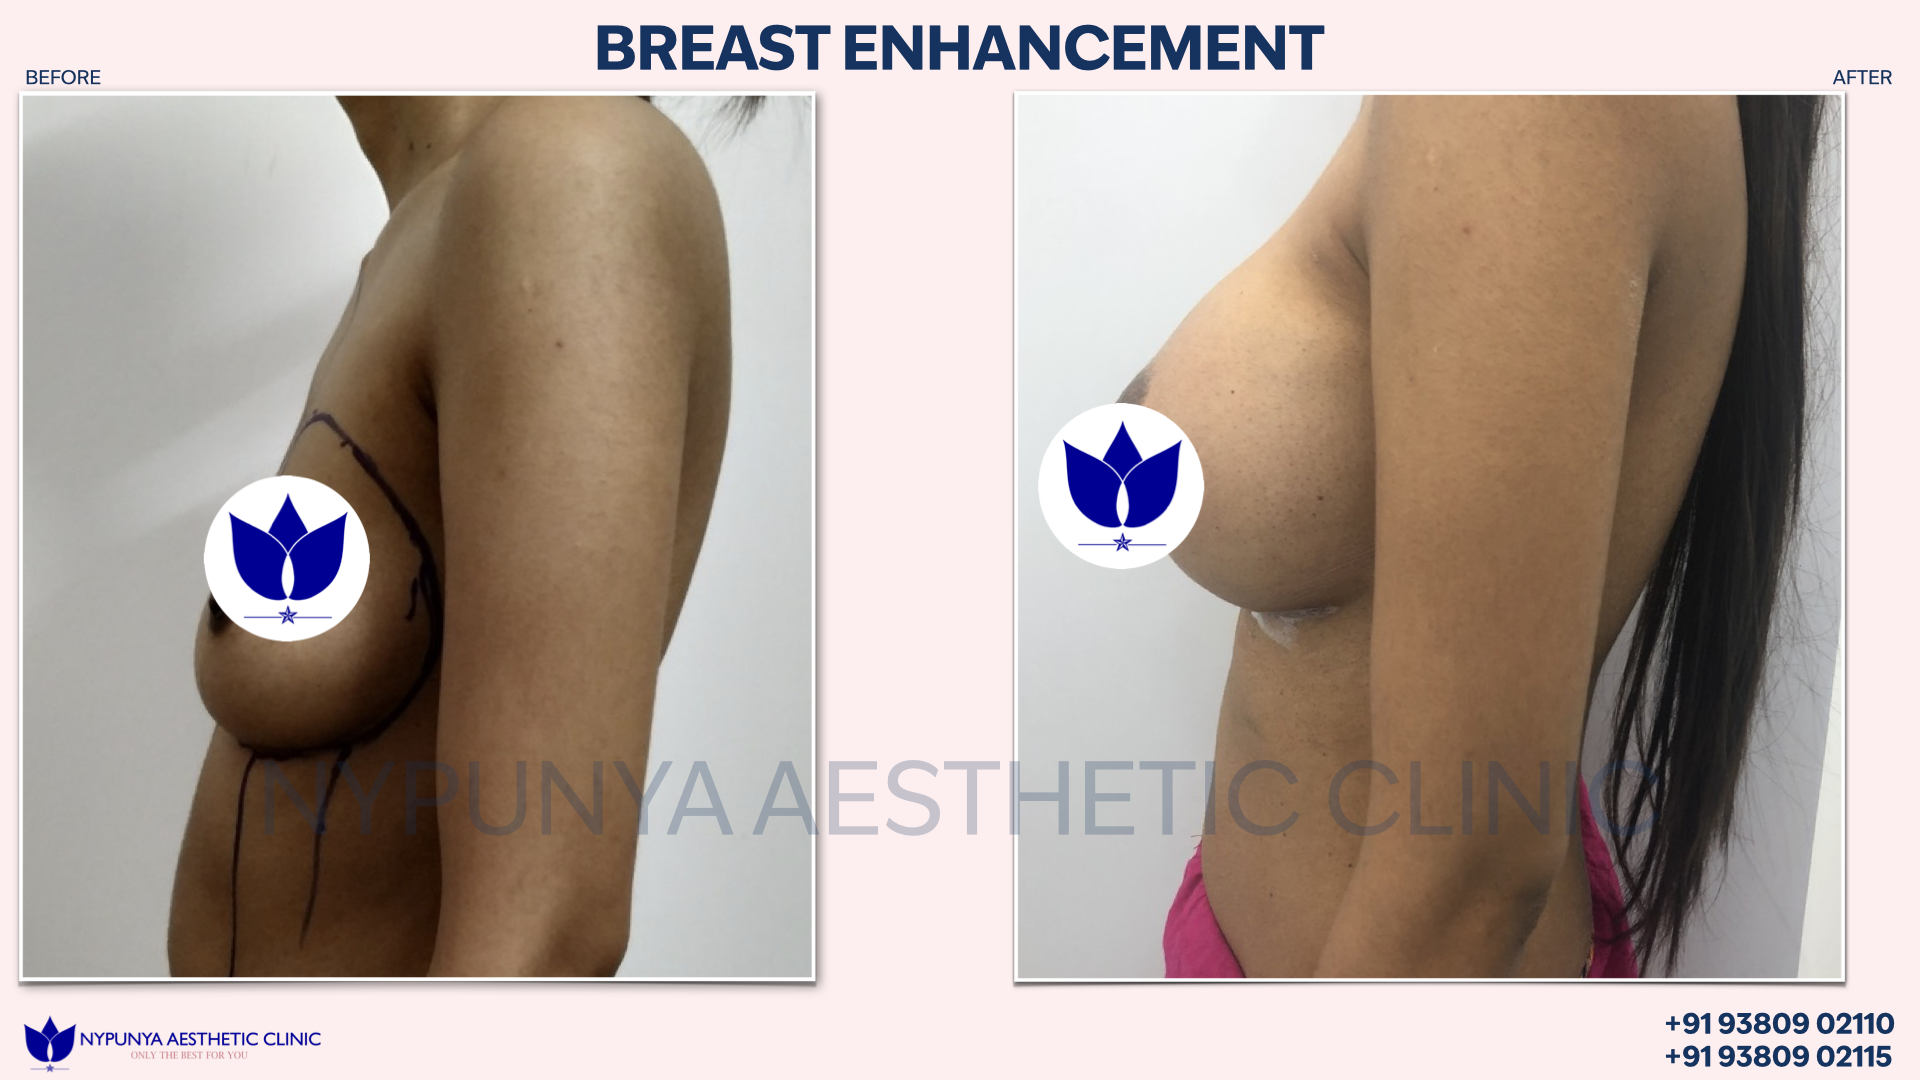 BREAST ENHANCEMENT
BEFORE
AFTER
NYPUNYA AESTHETIC CLINIC
NYPUNYA AESTHETIC CLINIC
ONLY THE BEST FOR YOU
+91 93809 02110
+91 93809 02115